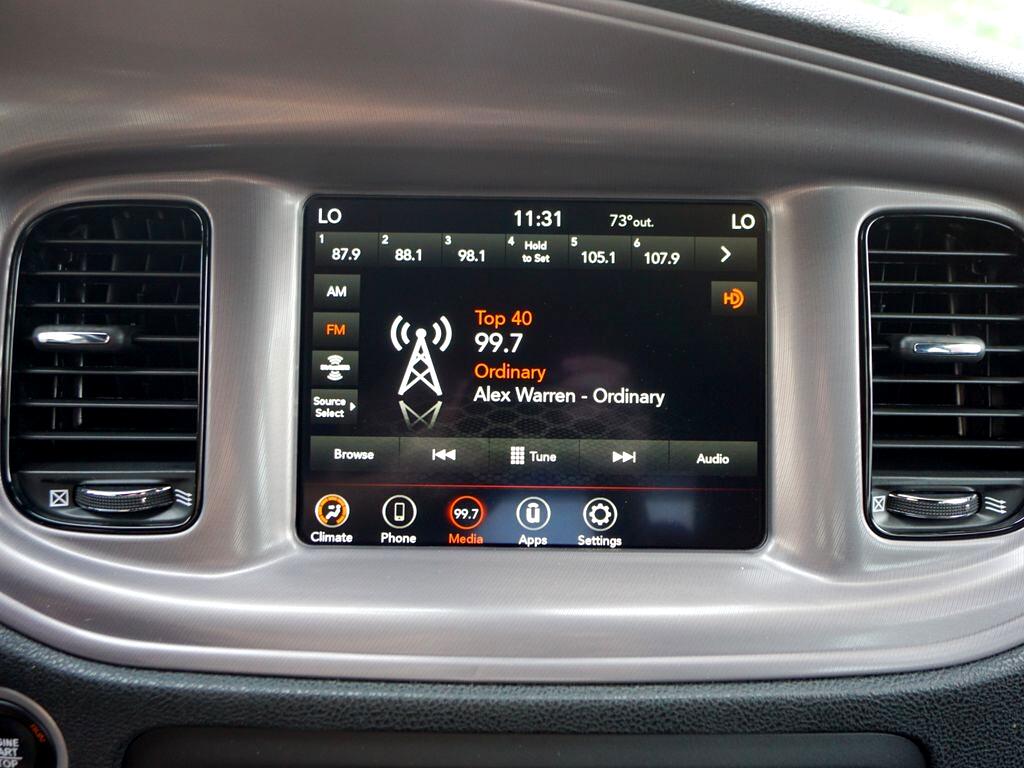 LO 11:31 73°out. LO
1 87.9 2 88.1 3 98.1 4 Hold to Set 5 105.1 6 107.9
AM
HD
FM
Top 40
99.7
Ordinary
Alex Warren - Ordinary
Source
Select
Browse Tune Audio
99.7
Climate Phone Media Apps Settings
RUN